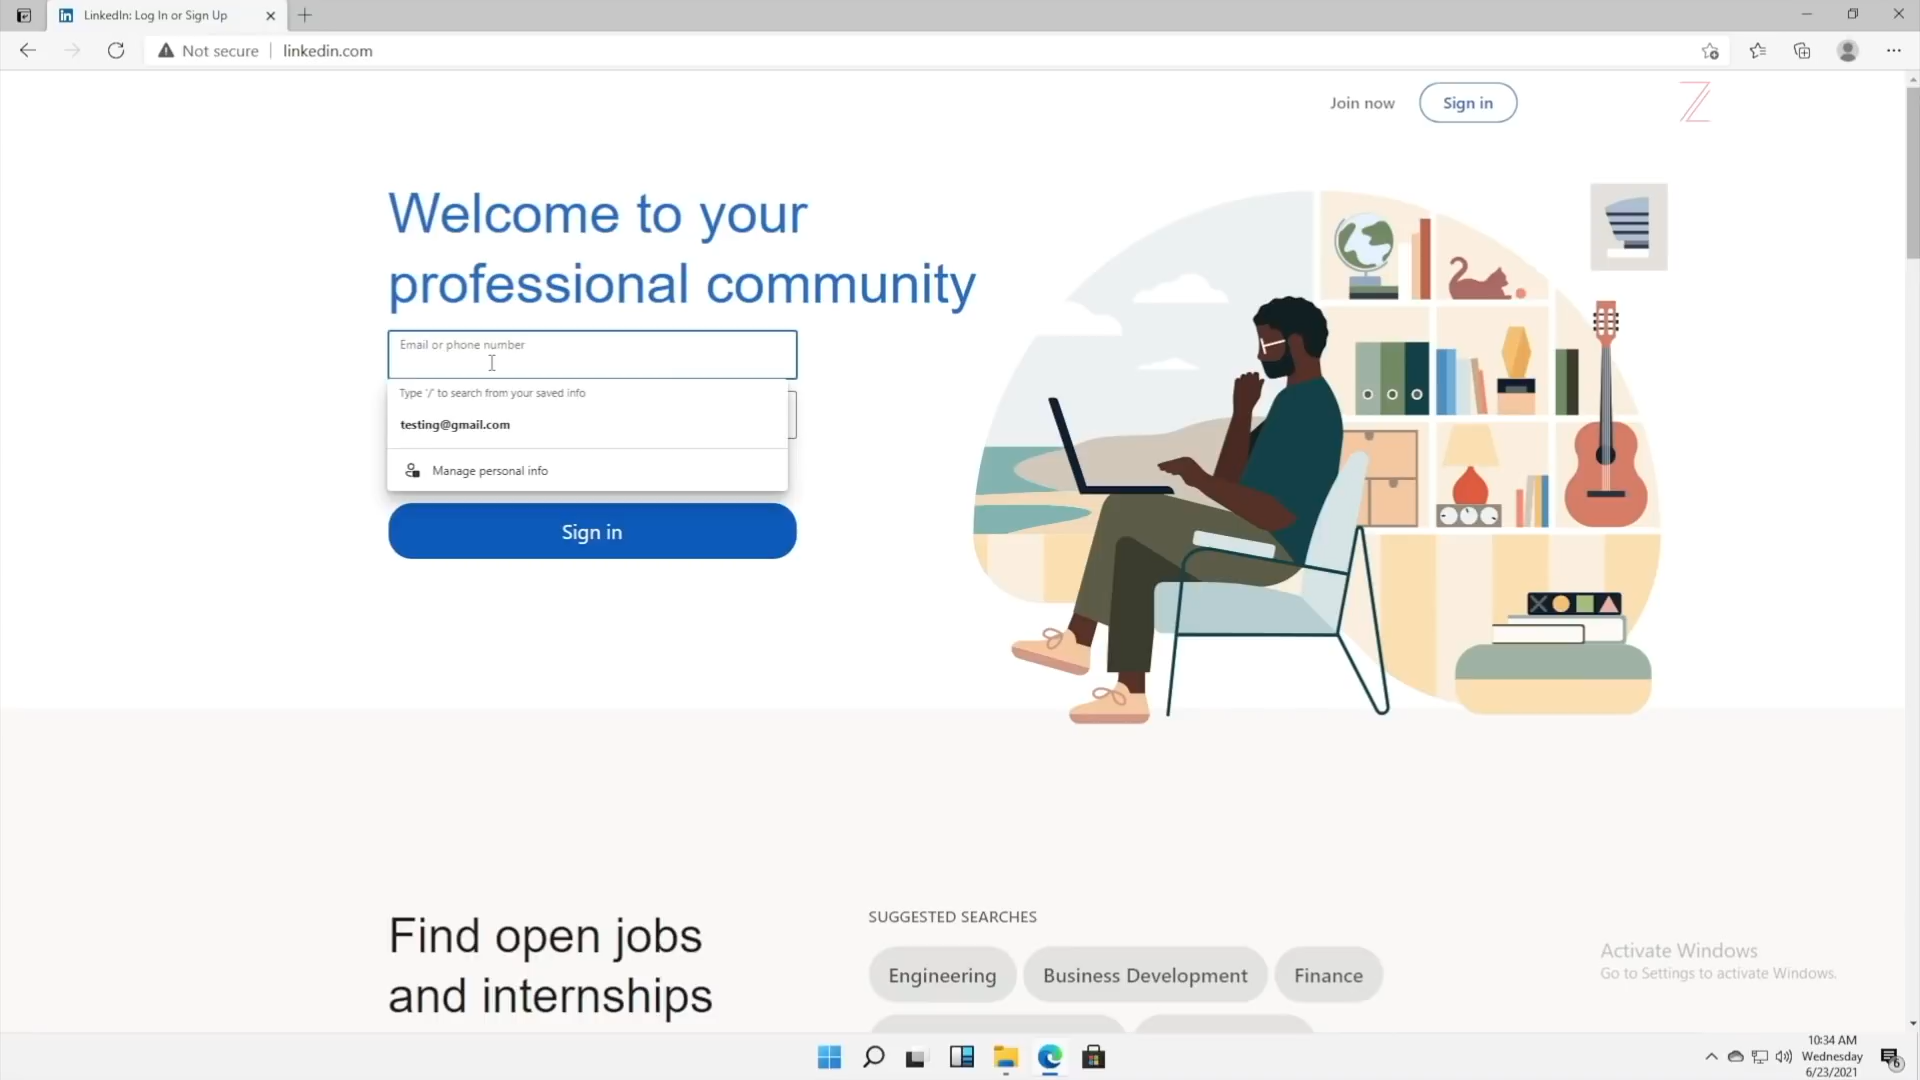 LinkedIn: Log In or Sign Up
Not secure
linkedin.com
Join now
Sign in
Welcome to your
professional community
Email or phone number
Type '/' to search from your saved info
testing@gmail.com
Manage personal info
Sign in
Find open jobs
and internships
SUGGESTED SEARCHES
Engineering
Business Development
Finance
Activate Windows
Go to Settings to activate Windows.
10:34 AM
Wednesday
6/23/2021
6